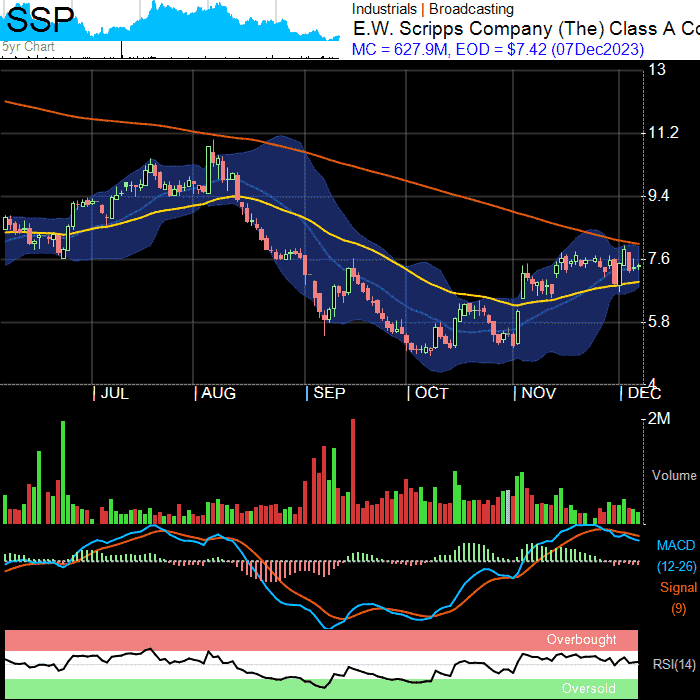 SSP
5yr Chart
Industrials | Broadcasting
E.W. Scripps Company (The) Class A Co
MC = 627.9M, EOD = $7.42 (07Dec2023)
13
11.2
9.4
7.6
5.8
4
JUL AUG SEP OCT NOV DEC
2M
Volume
MACD
(12-26)
Signal
(9)
Overbought
RSI(14)
Oversold